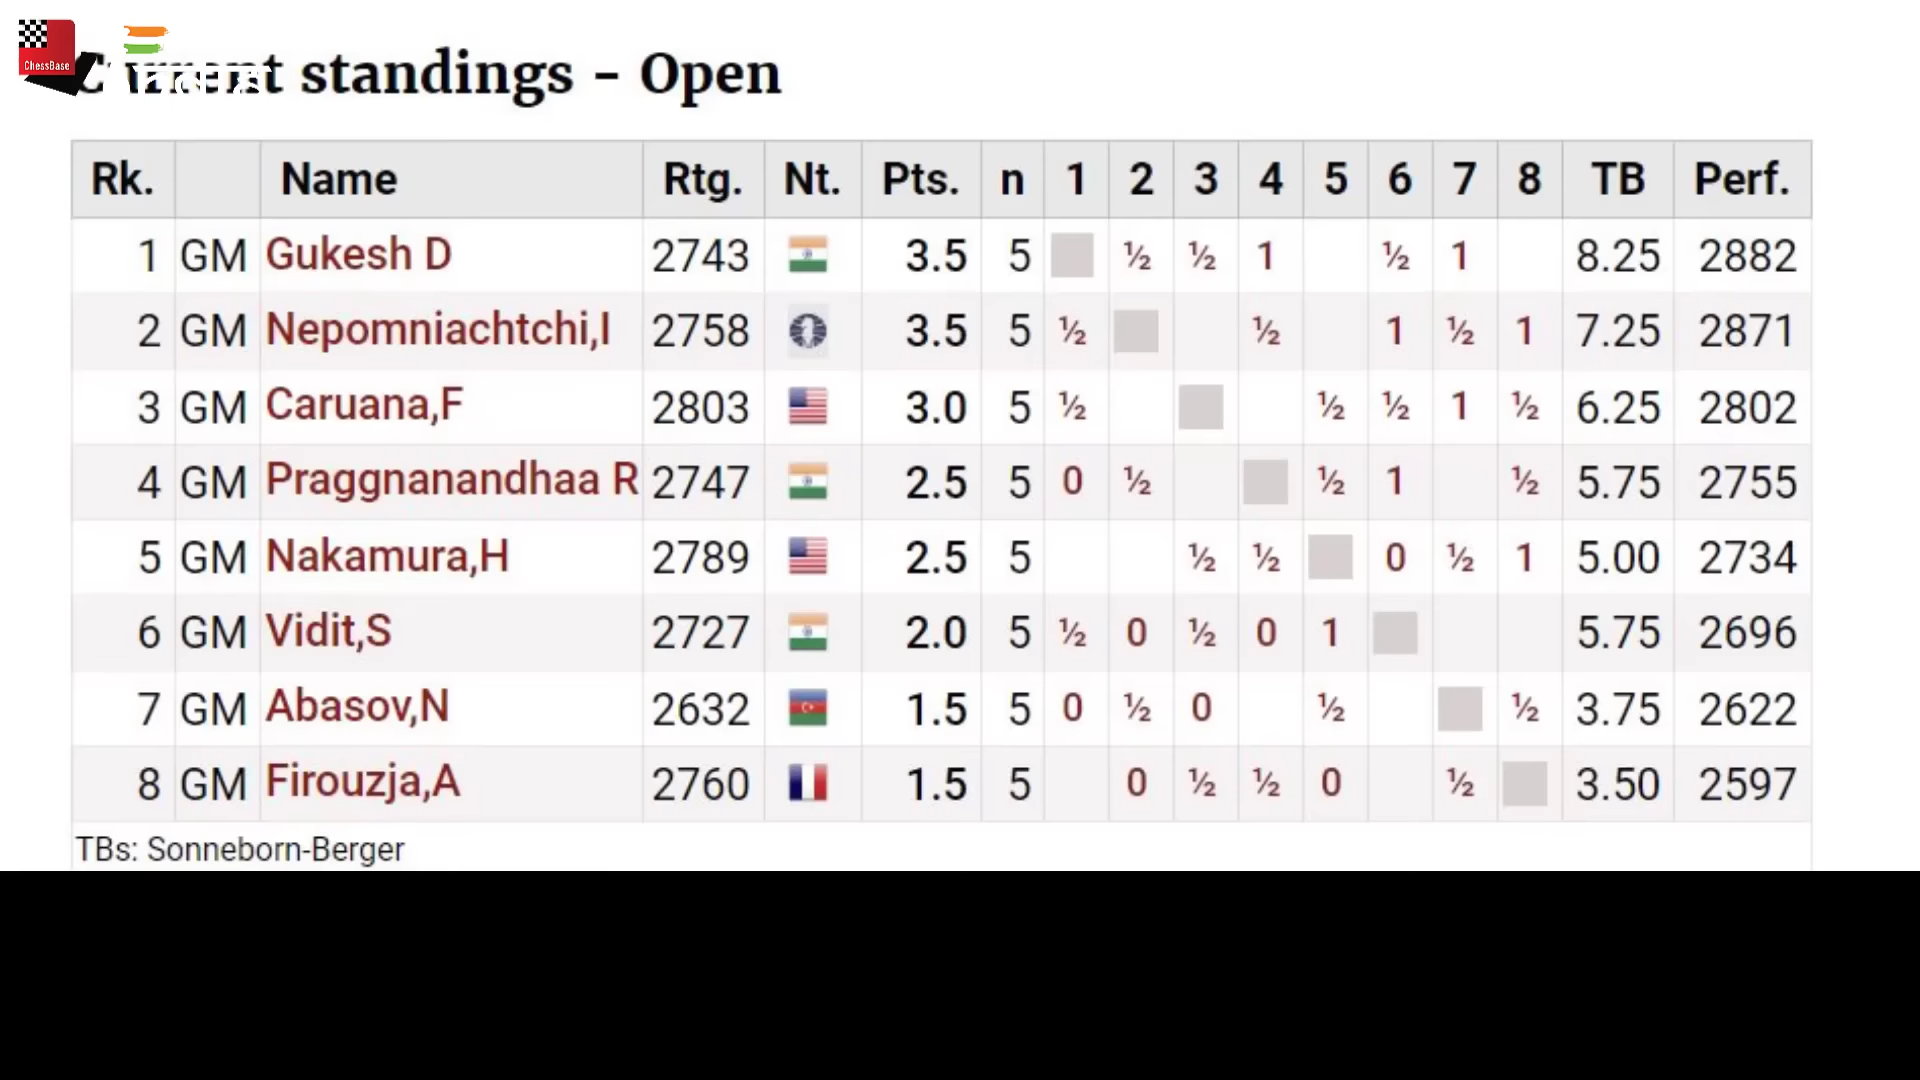 ChessBase
Current standings - Open
Rk. Name Rtg. Nt. Pts. n 1 2 3 4 5 6 7 8 TB Perf.
1 GM Gukesh D 2743 3.5 5 ½ ½ 1 ½ 1 8.25 2882
2 GM Nepomniachtchi,I 2758 3.5 5 ½ ½ 1 ½ 1 7.25 2871
3 GM Caruana,F 2803 3.0 5 ½ ½ ½ 1 ½ 6.25 2802
4 GM Praggnanandhaa R 2747 2.5 5 0 ½ ½ 1 ½ 5.75 2755
5 GM Nakamura,H 2789 2.5 5 ½ ½ 0 ½ 1 5.00 2734
6 GM Vidit,S 2727 2.0 5 ½ 0 ½ 0 1 5.75 2696
7 GM Abasov,N 2632 1.5 5 0 ½ 0 ½ ½ 3.75 2622
8 GM Firouzja,A 2760 1.5 5 0 ½ ½ 0 ½ 3.50 2597
TBs: Sonneborn-Berger